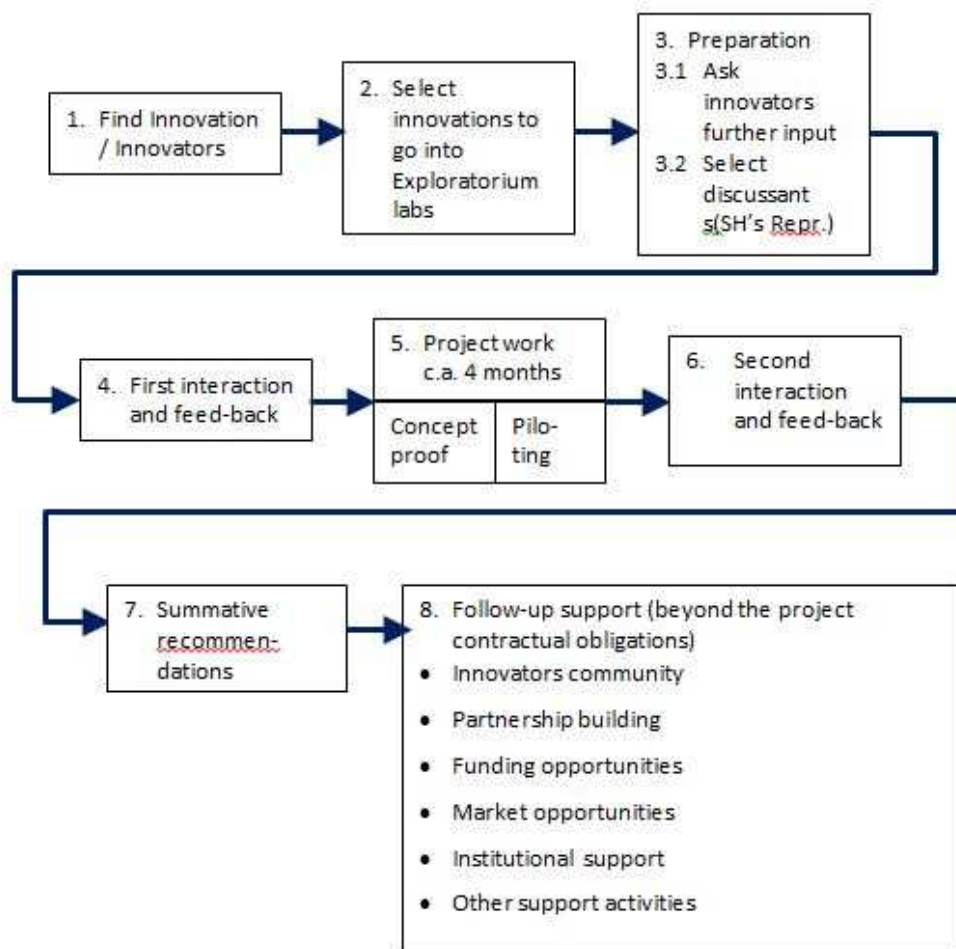 1. Find Innovation
/ Innovators
2. Select
innovations to
go into
Exploratorium
labs
3. Preparation
3.1 Ask
innovators
further input
3.2 Select
discussant
s(SH's Repr.)
4. First interaction
and feed-back
5. Project work
c.a. 4 months
Concept
proof
Pilo-
ting
6. Second
interaction
and feed-back
7. Summative
recommen-
dations
8. Follow-up support (beyond the project
contractual obligations)
• Innovators community
• Partnership building
• Funding opportunities
• Market opportunities
• Institutional support
• Other support activities